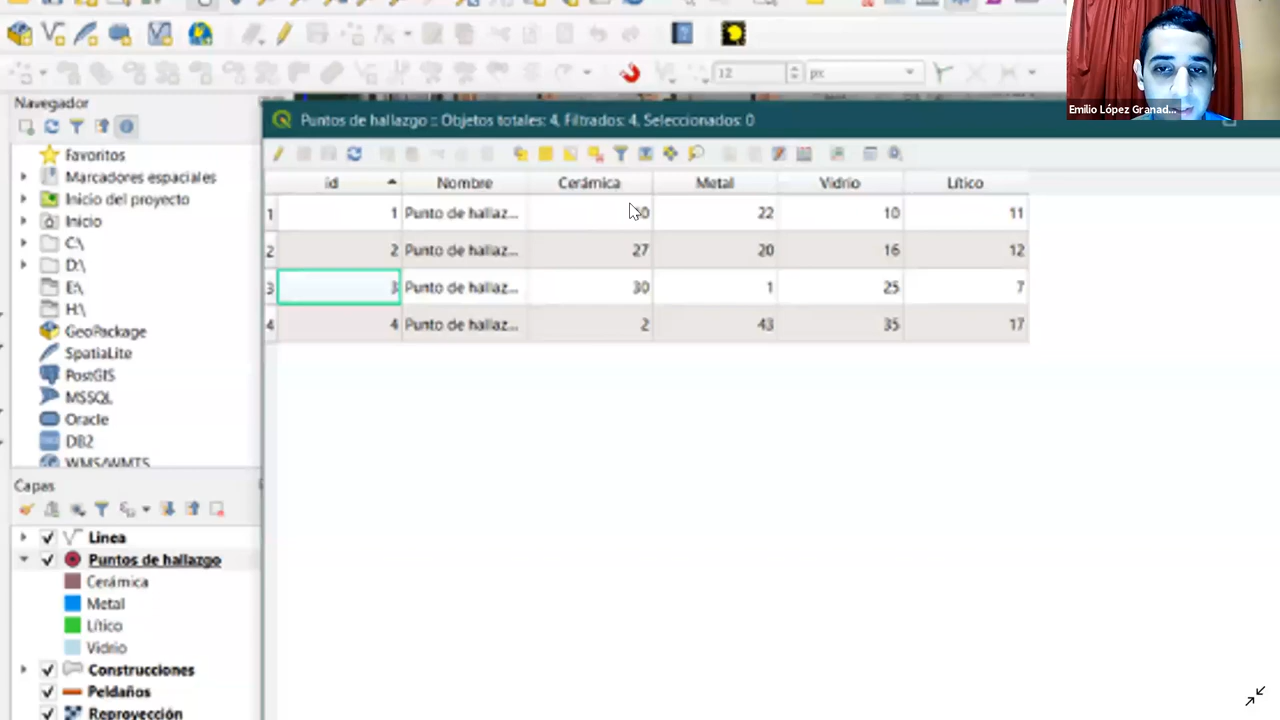 Emilio López Granad...
12
px
Navegador
Puntos de hallazgo :: Objetos totales: 4, Filtrados: 4, Seleccionados: 0
Favoritos
Marcadores espaciales
Inicio del proyecto
Inicio
C:\
D:\
E:\
H:\
GeoPackage
SpatiaLite
PostGIS
MSSQL
Oracle
DB2
WMS/WMTS
id Nombre Cerámica Metal Vidrio Lítico
1 1 Punto de hallaz... 22 10 11
2 2 Punto de hallaz... 27 20 16 12
3 3 Punto de hallaz... 30 1 25 7
4 4 Punto de hallaz... 2 43 35 17
Capas
Linea
Puntos de hallazgo
Cerámica
Metal
Lítico
Vidrio
Construcciones
Peldaños
Reproyección